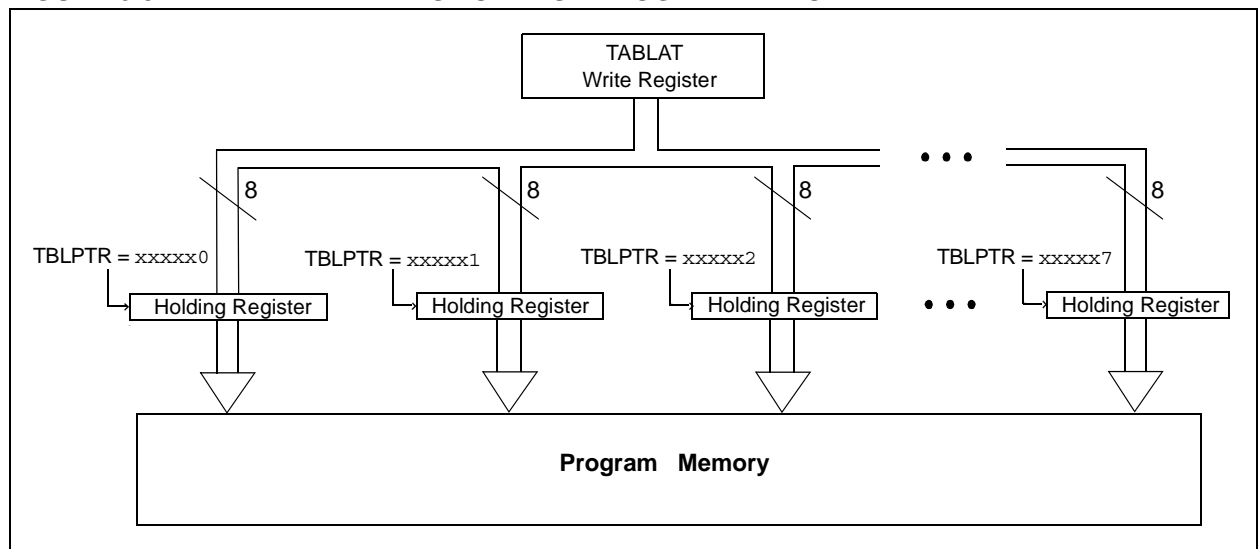 TABLAT
Write Register
• • •
8 8 8 8
TBLPTR = xxxxx0 TBLPTR = xxxxx1 TBLPTR = xxxxx2 TBLPTR = xxxxx7
Holding Register Holding Register Holding Register • • • Holding Register
Program Memory